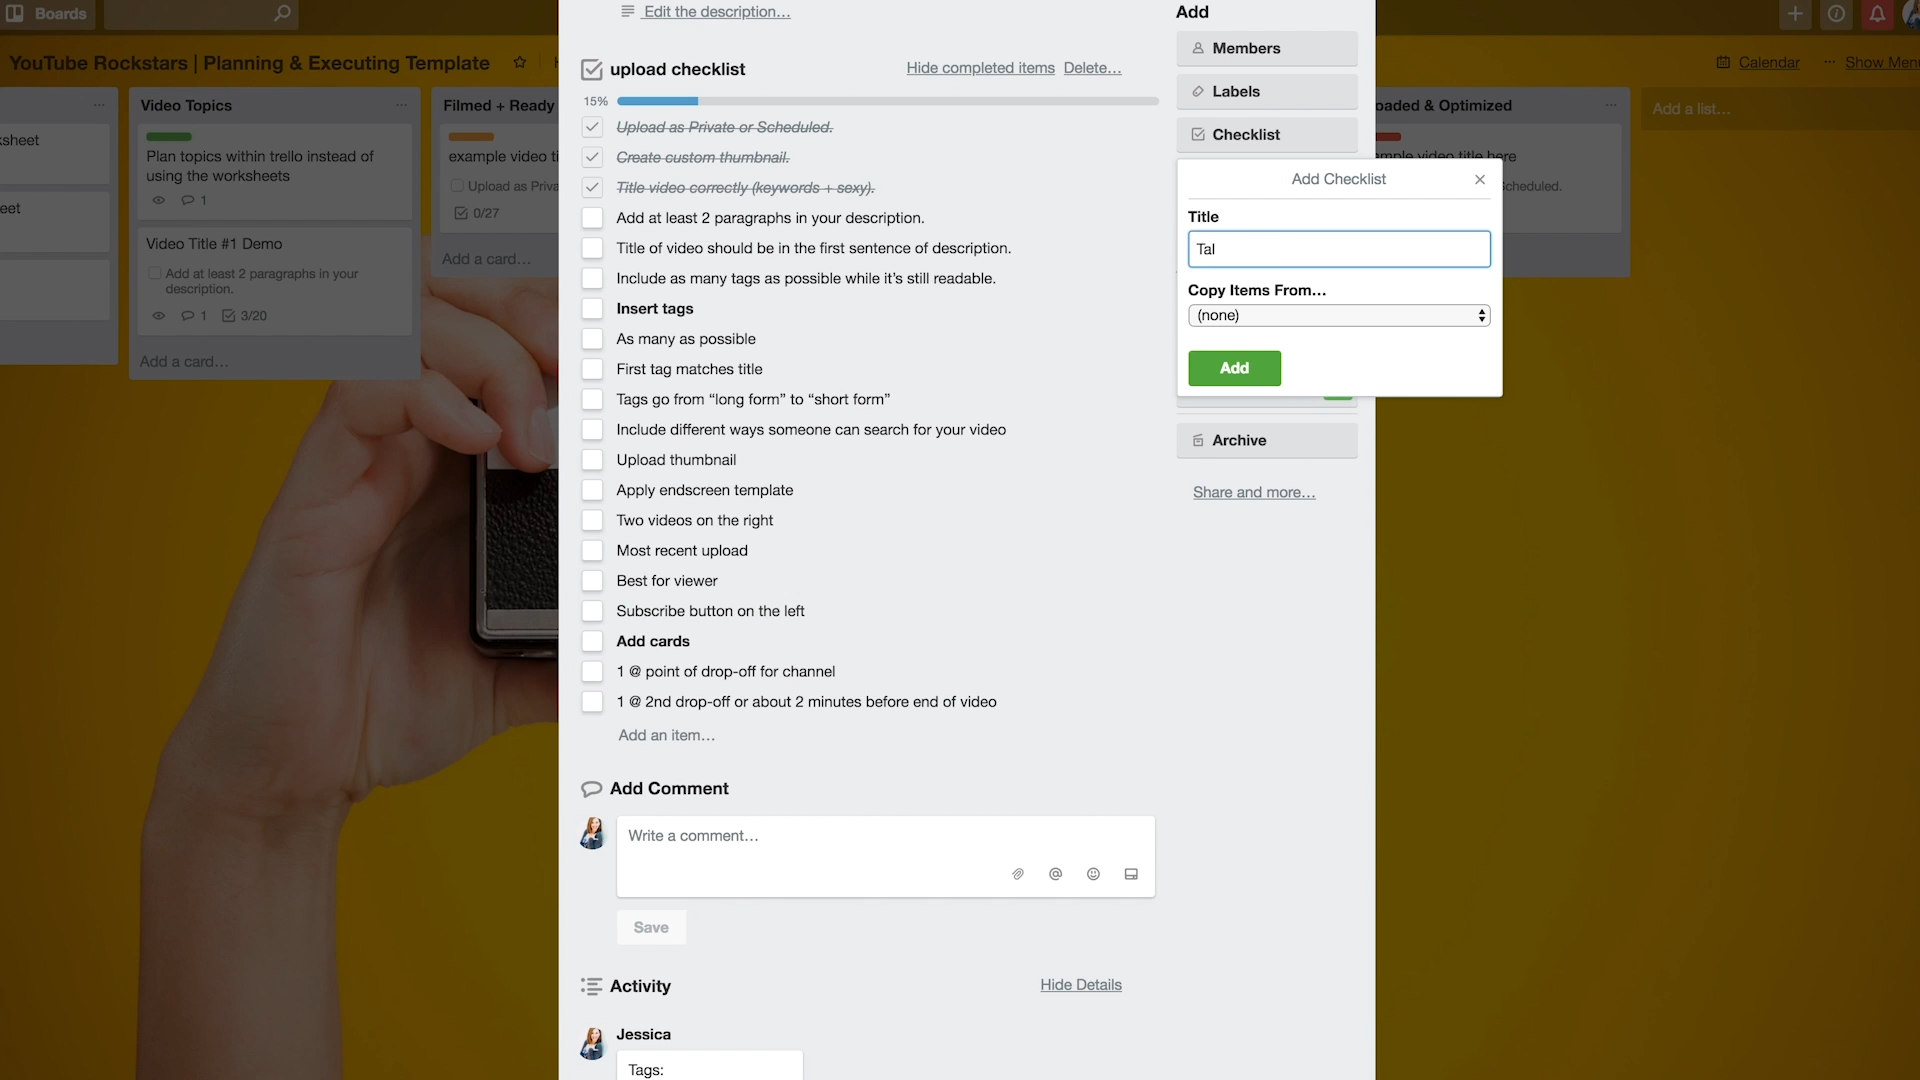 Boards
YouTube Rockstars | Planning & Executing Template
Calendar
Show Menu
Video Topics
Plan topics within trello instead of
using the worksheets
1
Video Title #1 Demo
Add at least 2 paragraphs in your
description.
1
3/20
Add a card…
Filmed + Ready
example video ti
Upload as Priva
0/27
Add a card…
oaded & Optimized
video title here
cheduled.
Add a list…
ksheet
eet
Edit the description…
upload checklist
Hide completed items
Delete…
15%
Upload as Private or Scheduled.
Create custom thumbnail.
Title video correctly (keywords + sexy).
Add at least 2 paragraphs in your description.
Title of video should be in the first sentence of description.
Include as many tags as possible while it’s still readable.
Insert tags
As many as possible
First tag matches title
Tags go from “long form” to “short form”
Include different ways someone can search for your video
Upload thumbnail
Apply endscreen template
Two videos on the right
Most recent upload
Best for viewer
Subscribe button on the left
Add cards
1 @ point of drop-off for channel
1 @ 2nd drop-off or about 2 minutes before end of video
Add an item…
Add Comment
Write a comment…
Save
Activity
Hide Details
Jessica
Tags:
Add
Members
Labels
Checklist
Add Checklist
Title
Tal
Copy Items From…
(none)
Add
Archive
Share and more…